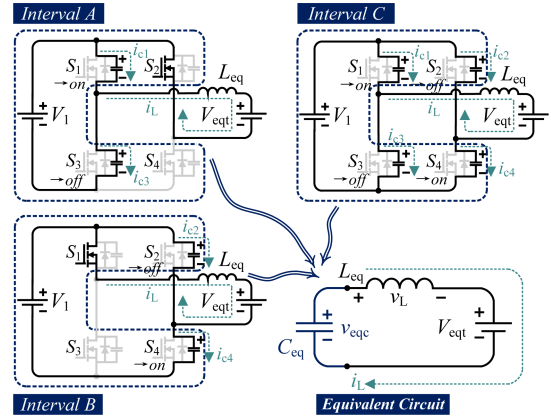 Interval A
S1 →on
ic1
S2
Leq
V1
iL
Veqt
S3 →off
ic3
S4
Interval C
S1 →on
ic1
S2 →off
ic2
Leq
V1
iL
Veqt
S3 →off
ic3
S4 →on
ic4
Interval B
S1
S2 →off
ic2
Leq
V1
iL
Veqt
S3
S4 →on
ic4
Leq
+ vL −
Ceq
+ veqc −
Veqt + −
iL
Equivalent Circuit